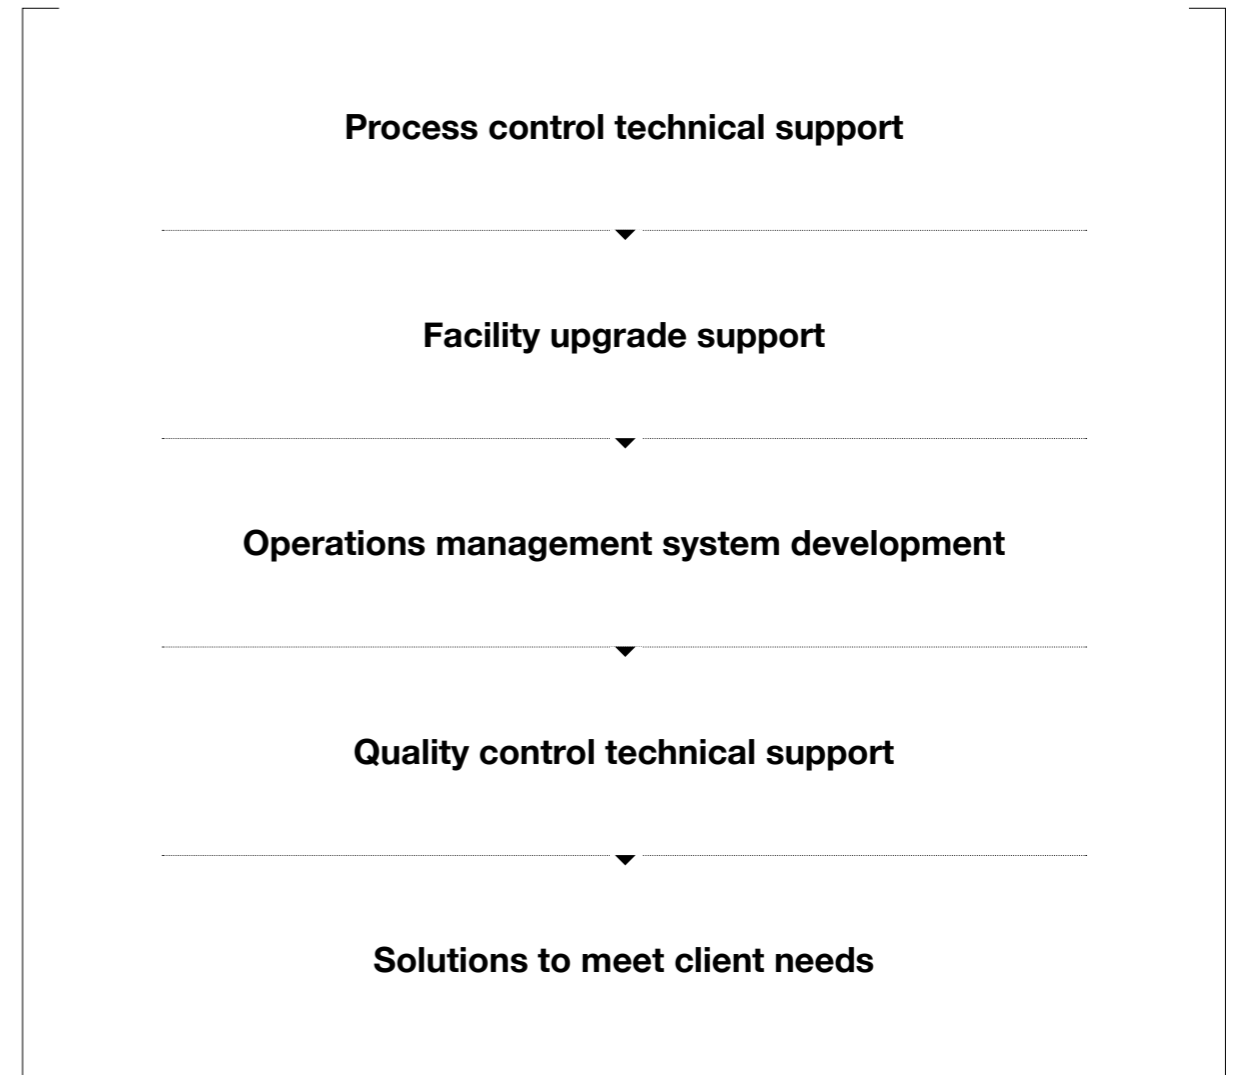 Process control technical support
Facility upgrade support
Operations management system development
Quality control technical support
Solutions to meet client needs